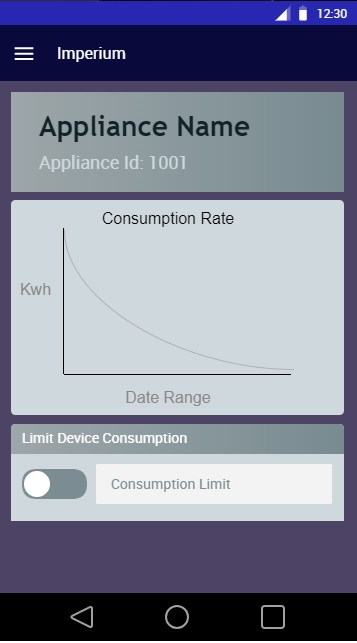 12:30
Imperium
Appliance Name
Appliance Id: 1001
Consumption Rate
Kwh
Date Range
Limit Device Consumption
Consumption Limit